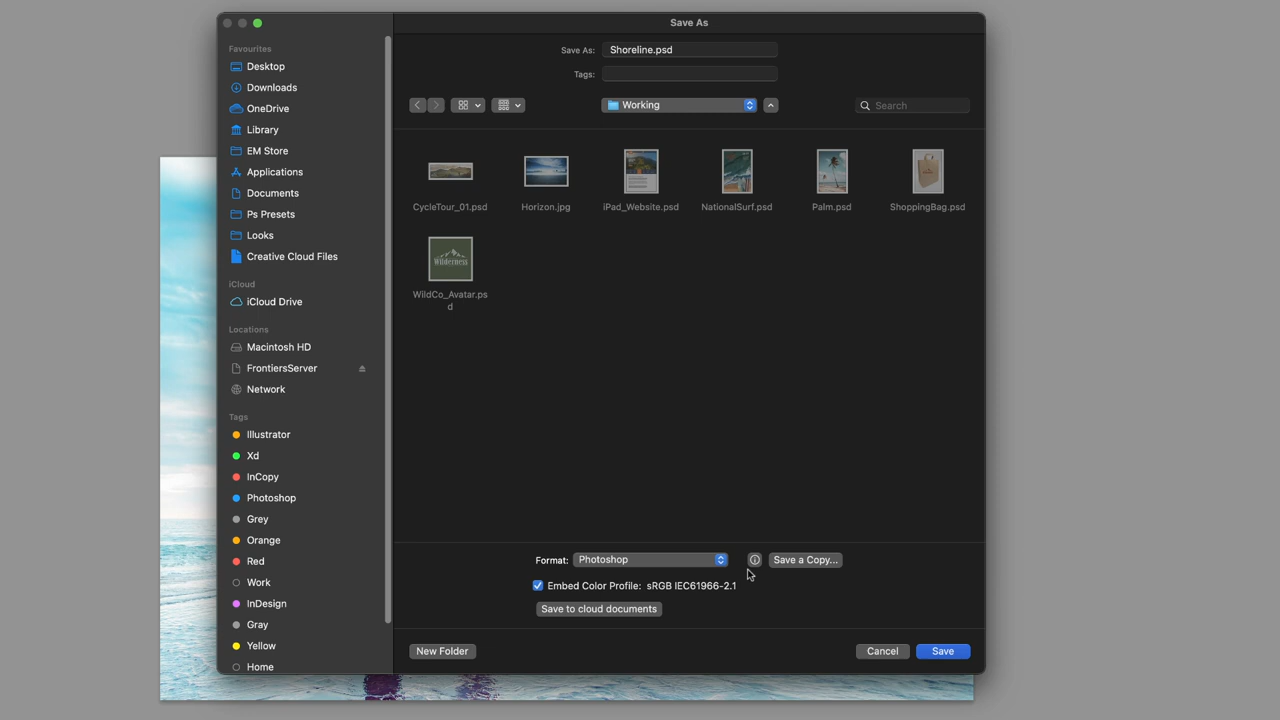 Save As
Save As: Shoreline.psd
Tags:
Working
Search
Favourites
Desktop
Downloads
OneDrive
Library
EM Store
Applications
Documents
Ps Presets
Looks
Creative Cloud Files
iCloud
iCloud Drive
Locations
Macintosh HD
FrontiersServer
Network
Tags
Illustrator
Xd
InCopy
Photoshop
Grey
Orange
Red
Work
InDesign
Gray
Yellow
Home
CycleTour_01.psd
Horizon.jpg
iPad_Website.psd
NationalSurf.psd
Palm.psd
ShoppingBag.psd
Wilderness
WildCo_Avatar.ps
d
Format: Photoshop
Save a Copy...
Embed Color Profile: sRGB IEC61966-2.1
Save to cloud documents
New Folder
Cancel
Save